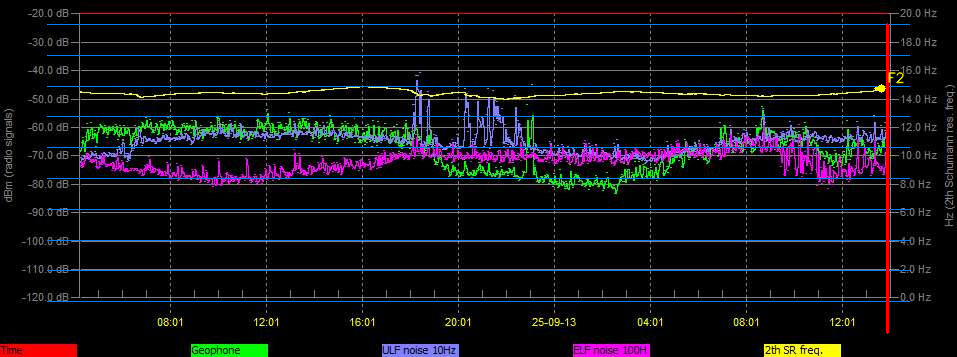 -20.0 dB 20.0 Hz
-30.0 dB 18.0 Hz
-40.0 dB 16.0 Hz
F2
-50.0 dB 14.0 Hz
-60.0 dB 12.0 Hz
-70.0 dB 10.0 Hz
-80.0 dB 8.0 Hz
-90.0 dB 6.0 Hz
-100.0 dB 4.0 Hz
-110.0 dB 2.0 Hz
-120.0 dB 0.0 Hz
dBm (radio signals)
Hz (2th Schumann res. freq.)
08:01 12:01 16:01 20:01 25-09-13 04:01 08:01 12:01
Time Geophone ULF noise 10Hz ELF noise 100H 2th SR freq.